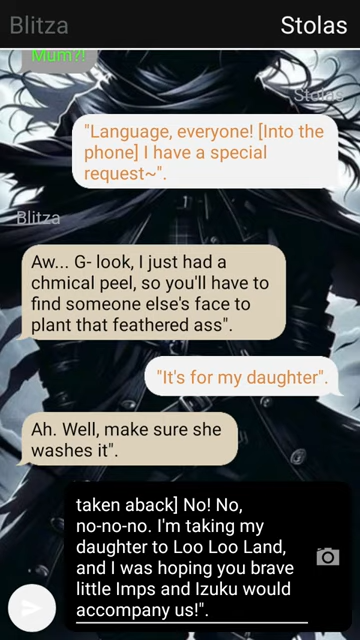 Blitza
Stolas
Mum?!
Stolas
"Language, everyone! [Into the
phone] I have a special
request~".
Blitza
Aw... G- look, I just had a
chmical peel, so you'll have to
find someone else's face to
plant that feathered ass".
"It's for my daughter".
Ah. Well, make sure she
washes it".
taken aback] No! No,
no-no-no. I'm taking my
daughter to Loo Loo Land,
and I was hoping you brave
little Imps and Izuku would
accompany us!".